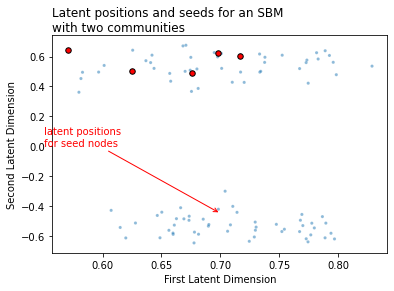 Latent positions and seeds for an SBM
with two communities
Second Latent Dimension
0.6
0.4
0.2
0.0
−0.2
−0.4
−0.6
latent positions
for seed nodes
0.60
0.65
0.70
0.75
0.80
First Latent Dimension